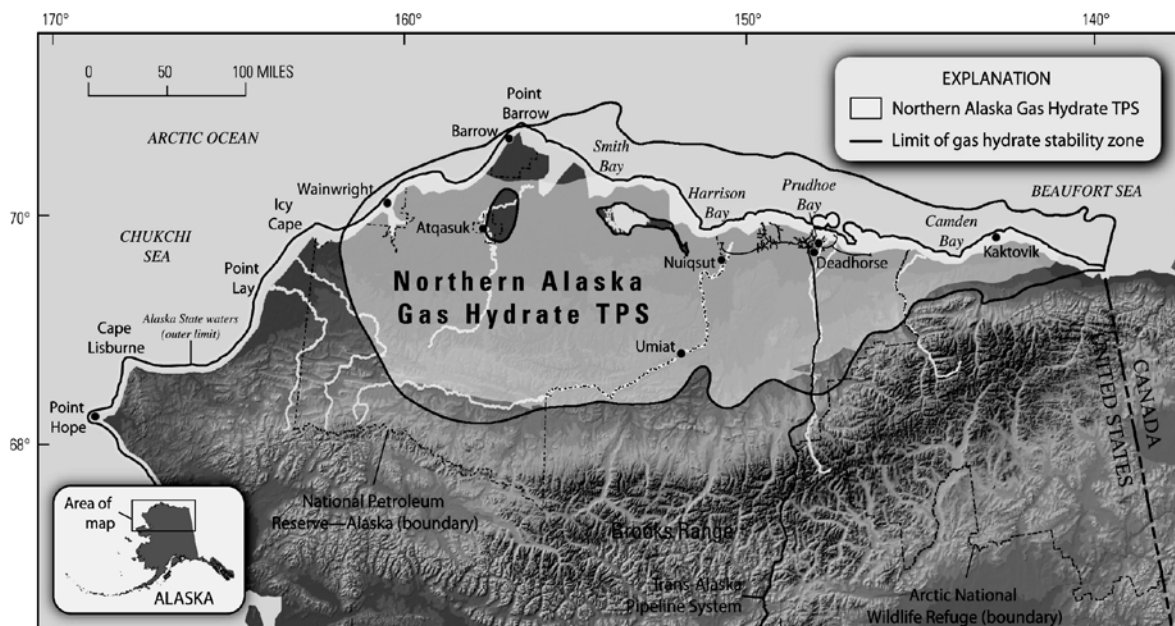 170°
160°
150°
140°
0
50
100 MILES
EXPLANATION
Northern Alaska Gas Hydrate TPS
Limit of gas hydrate stability zone
ARCTIC OCEAN
Point
Barrow
Barrow
Smith
Bay
Wainwright
Harrison
Bay
Prudhoe
Bay
BEAUFORT SEA
70°
Icy
Cape
Atqasuk
Camden
Bay
CHUKCHI
SEA
Nuiqsut
Deadhorse
Kaktovik
Point
Lay
Northern Alaska
Gas Hydrate TPS
Alaska State waters
(outer limit)
Cape
Lisburne
Umiat
CANADA
UNITED STATES
Point
Hope
68°
National Petroleum
Reserve—Alaska (boundary)
Brooks Range
Area of
map
ALASKA
Trans-Alaska
Pipeline System
Arctic National
Wildlife Refuge (boundary)